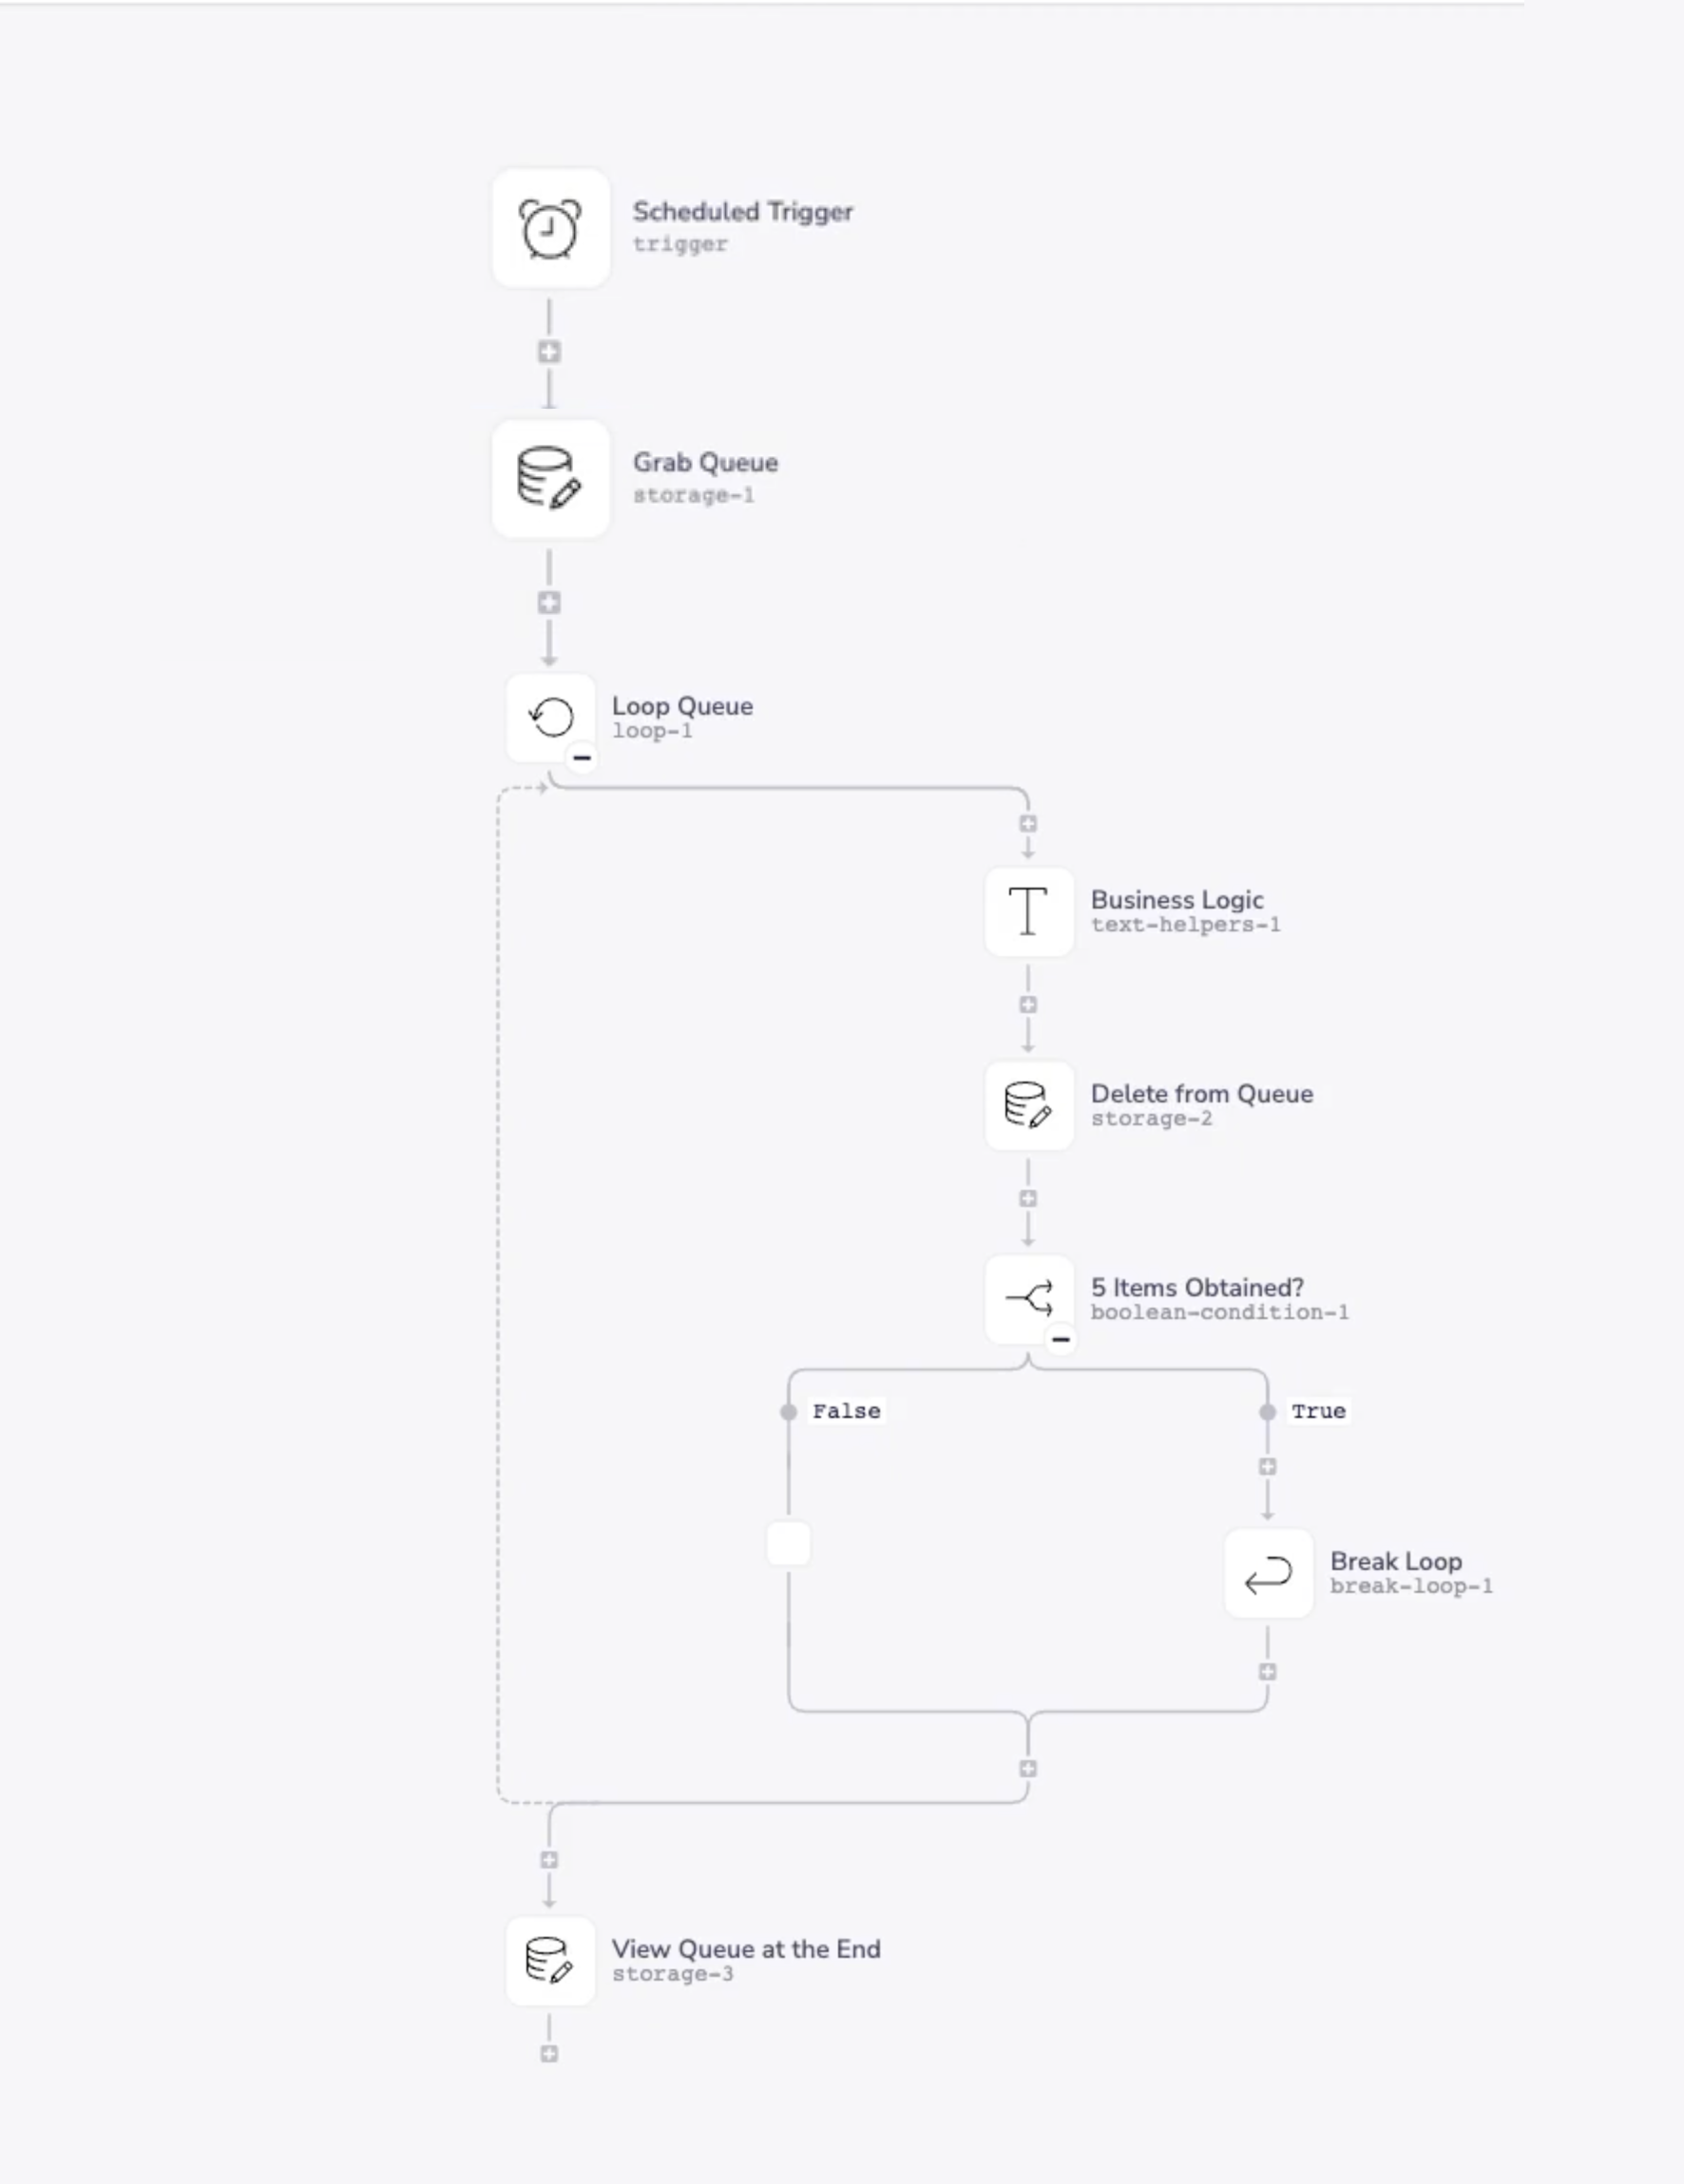 Scheduled Trigger
trigger
Grab Queue
storage-1
Loop Queue
loop-1
Business Logic
text-helpers-1
Delete from Queue
storage-2
5 Items Obtained?
boolean-condition-1
False
True
Break Loop
break-loop-1
View Queue at the End
storage-3